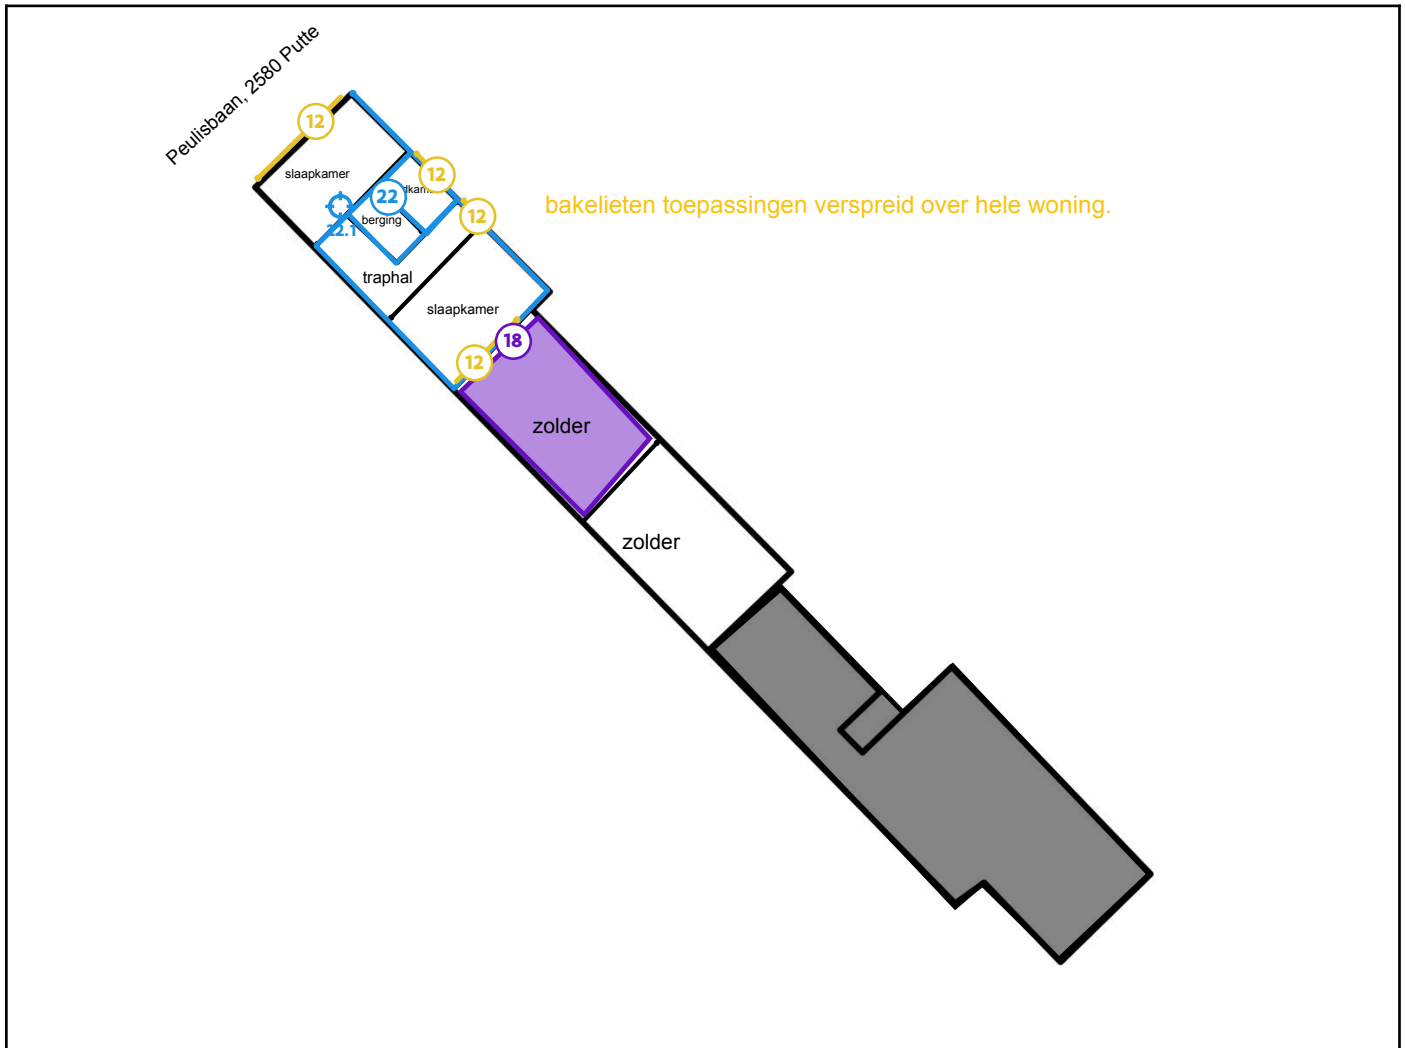 Peulisbaan, 2580 Putte
12
slaapkamer
12
22
12
berging
22.1
bakelieten toepassingen verspreid over hele woning.
traphal
slaapkamer
18
12
zolder
zolder